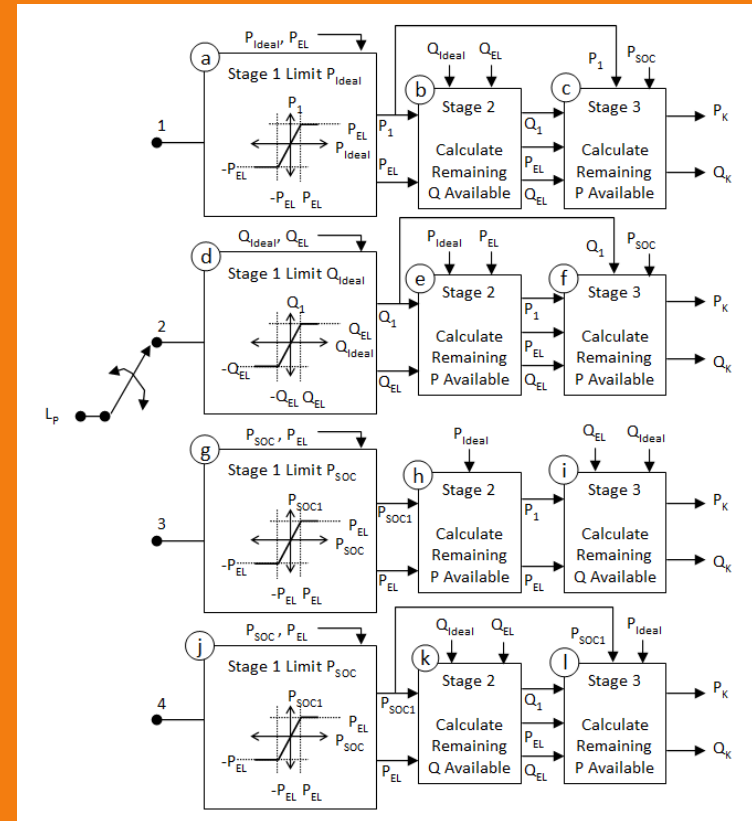 P_Ideal, P_EL
a
Stage 1 Limit P_Ideal
P_1
P_EL
P_Ideal
-P_EL
-P_EL P_EL
1
P_1
P_EL
Q_Ideal Q_EL
b
Stage 2
Calculate
Remaining
Q Available
Q_1
P_EL
Q_EL
P_1
P_SOC
c
Stage 3
Calculate
Remaining
P Available
P_K
Q_K
Q_Ideal, Q_EL
d
Stage 1 Limit Q_Ideal
Q_1
Q_EL
Q_Ideal
-Q_EL
-Q_EL Q_EL
2
L_P
Q_1
Q_EL
P_Ideal P_EL
e
Stage 2
Calculate
Remaining
P Available
P_1
P_EL
Q_EL
Q_1
P_SOC
f
Stage 3
Calculate
Remaining
P Available
P_K
Q_K
P_SOC, P_EL
g
Stage 1 Limit P_SOC
P_SOC1
P_EL
P_SOC
-P_EL
-P_EL P_EL
3
P_SOC1
P_EL
P_Ideal
h
Stage 2
Calculate
Remaining
P Available
P_1
P_EL
Q_EL Q_Ideal
i
Stage 3
Calculate
Remaining
Q Available
P_K
Q_K
P_SOC, P_EL
j
Stage 1 Limit P_SOC
P_SOC1
P_EL
P_SOC
-P_EL
-P_EL P_EL
4
P_SOC1
P_EL
Q_Ideal Q_EL
k
Stage 2
Calculate
Remaining
Q Available
Q_1
P_EL
Q_EL
P_SOC1
P_Ideal
l
Stage 3
Calculate
Remaining
P Available
P_K
Q_K